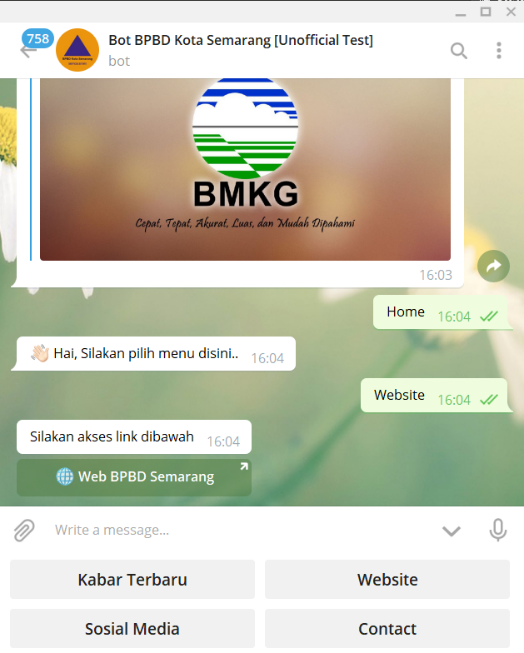 758
Bot BPBD Kota Semarang [Unofficial Test]
bot
BMKG
Cepat, Tepat, Akurat, Luas, dan Mudah Dipahami
16:03
Home 16:04
👋🏻 Hai, Silakan pilih menu disini.. 16:04
Website 16:04
Silakan akses link dibawah 16:04
🌐 Web BPBD Semarang
Write a message...
Kabar Terbaru
Website
Sosial Media
Contact